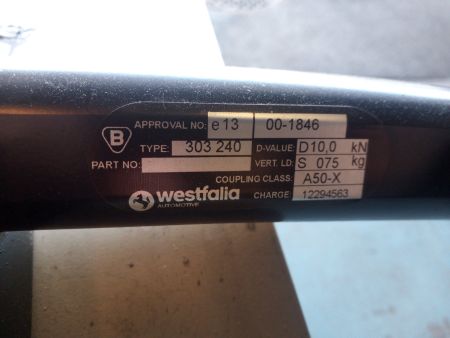 APPROVAL NO: e 13 00-1846
B
TYPE: 303 240 D-VALUE: D10,0 kN
PART NO: VERT. LD: S 075 kg
COUPLING CLASS: A50-X
westfalia CHARGE: 12294563
AUTOMOTIVE